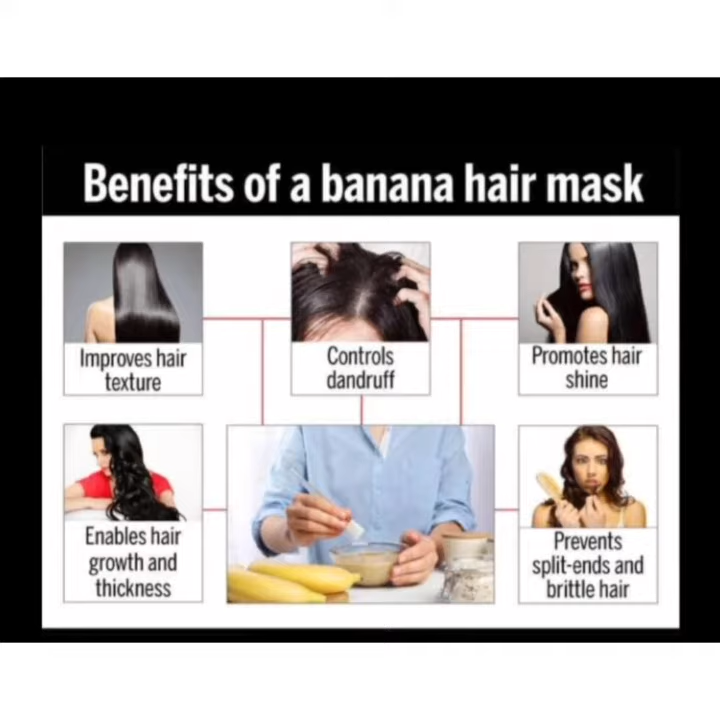 Benefits of a banana hair mask
Improves hair
texture
Controls
dandruff
Promotes hair
shine
Enables hair
growth and
thickness
Prevents
split-ends and
brittle hair